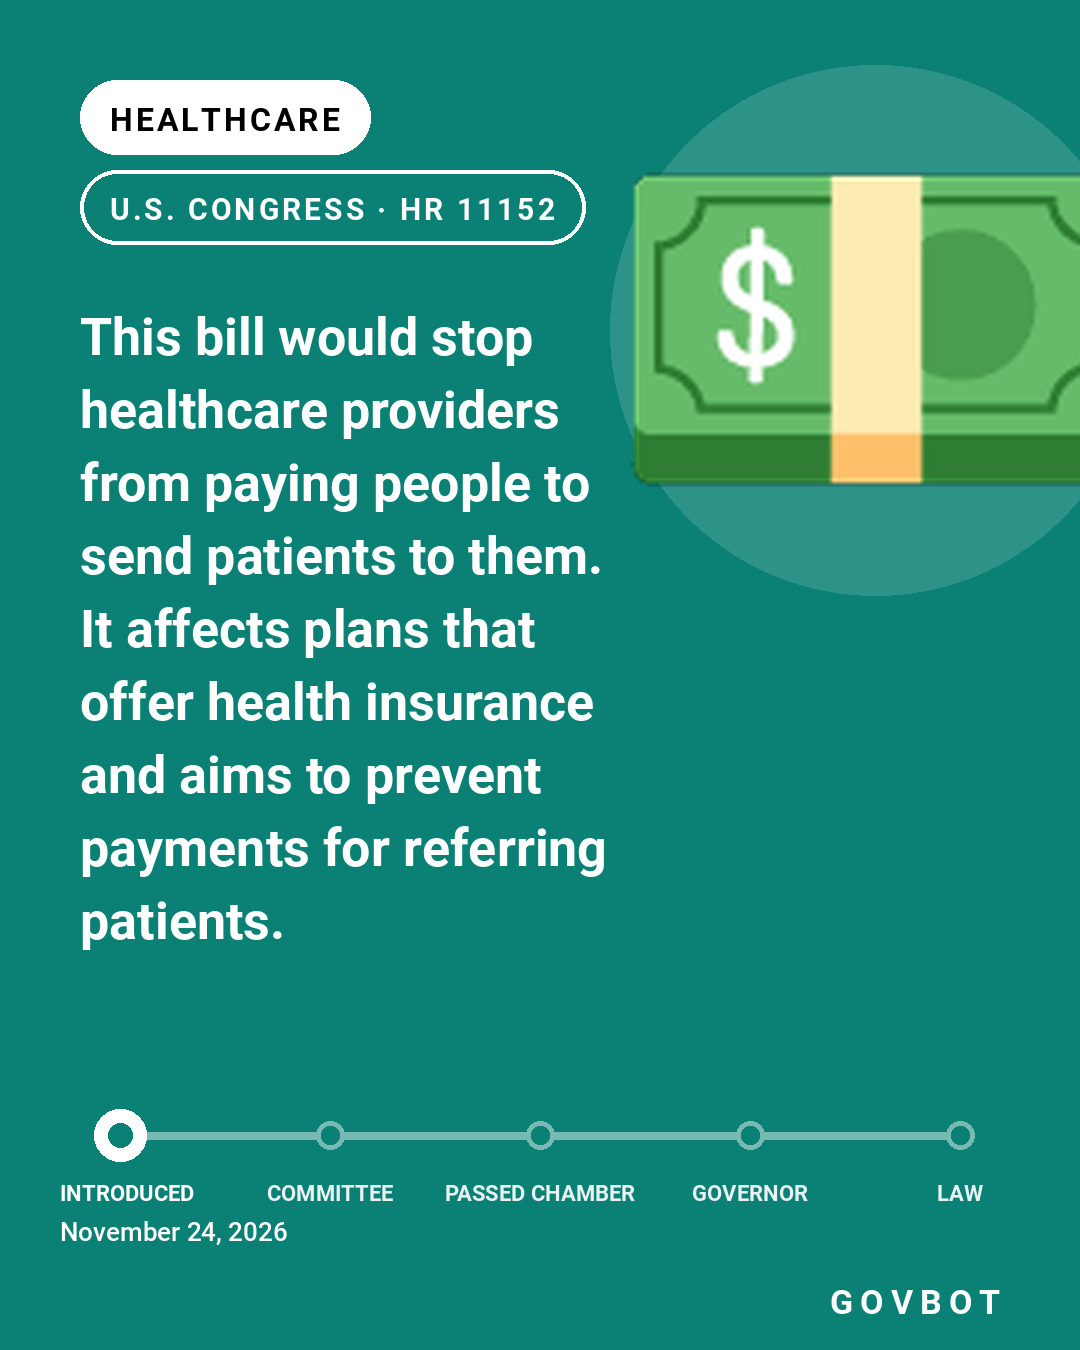 HEALTHCARE
U.S. CONGRESS · HR 11152
This bill would stop
healthcare providers
from paying people to
send patients to them.
It affects plans that
offer health insurance
and aims to prevent
payments for referring
patients.
$
INTRODUCED
COMMITTEE
PASSED CHAMBER
GOVERNOR
LAW
November 24, 2026
GOVBOT